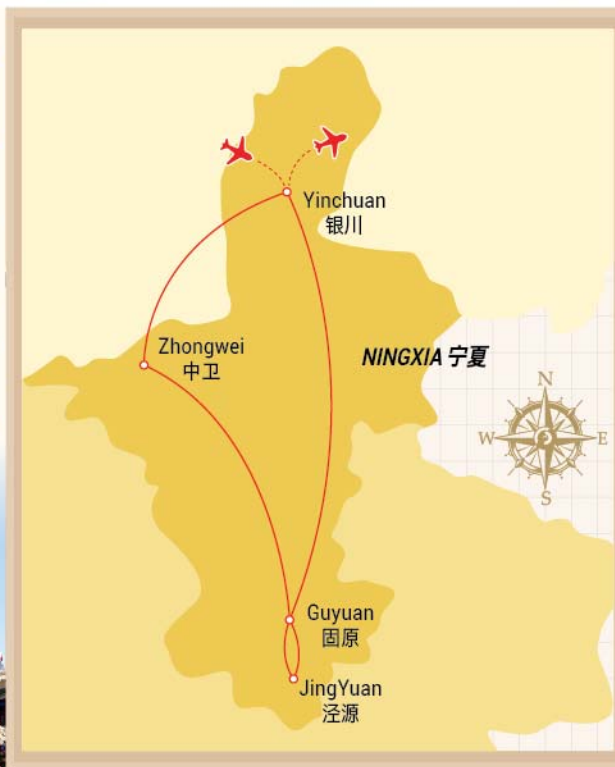 Yinchuan
银川
Zhongwei
中卫
NINGXIA 宁夏
N
W
E
S
Guyuan
固原
JingYuan
泾源